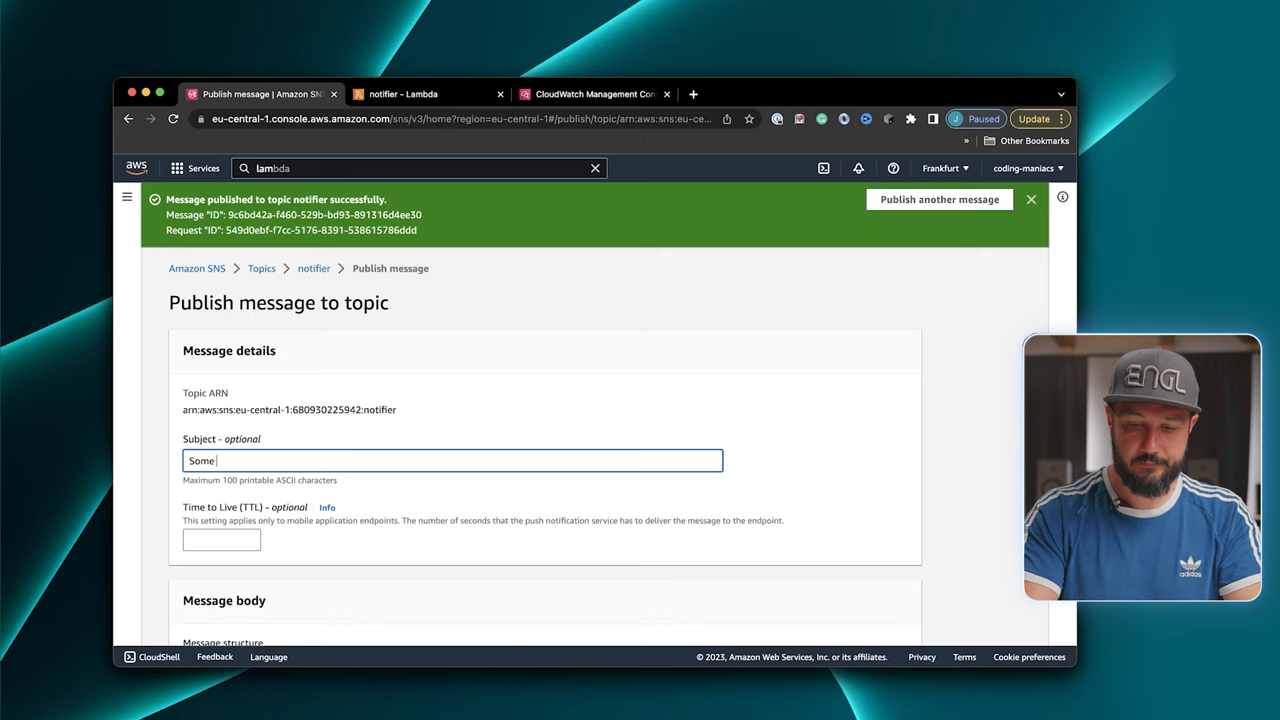 Publish message | Amazon SN
notifier - Lambda
CloudWatch Management Con
eu-central-1.console.aws.amazon.com/sns/v3/home?region=eu-central-1#/publish/topic/arn:aws:sns:eu-ce...
J
Paused
Update
»
Other Bookmarks
aws
Services
lambda
Frankfurt
coding-maniacs
Message published to topic notifier successfully.
Message "ID": 9c6bd42a-f460-529b-bd93-891316d4ee30
Request "ID": 549d0ebf-f7cc-5176-8391-538615786ddd
Publish another message
Amazon SNS
Topics
notifier
Publish message
Publish message to topic
Message details
Topic ARN
arn:aws:sns:eu-central-1:680930225942:notifier
Subject - optional
Some
Maximum 100 printable ASCII characters
Time to Live (TTL) - optional
Info
This setting applies only to mobile application endpoints. The number of seconds that the push notification service has to deliver the message to the endpoint.
Message body
Message structure
CloudShell
Feedback
Language
© 2023, Amazon Web Services, Inc. or its affiliates.
Privacy
Terms
Cookie preferences
ENGL
adidas